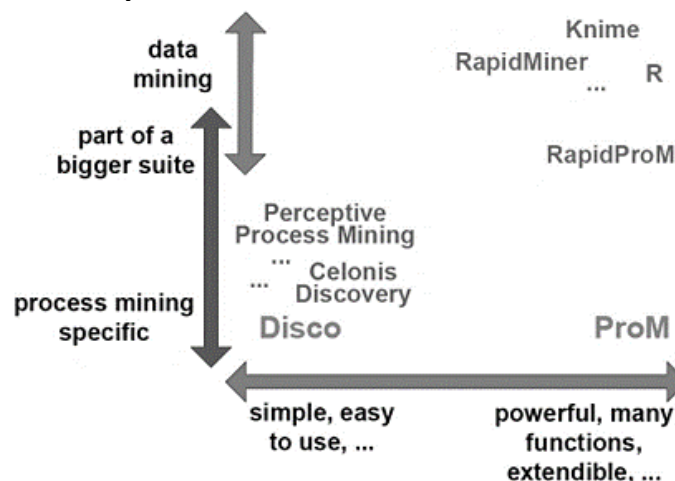 Knime
data
mining
RapidMiner
R
...
part of a
bigger suite
RapidProM
Perceptive
Process Mining
...
...
Celonis
Discovery
process mining
specific
Disco
ProM
simple, easy
to use, ...
powerful, many
functions,
extendible, ...